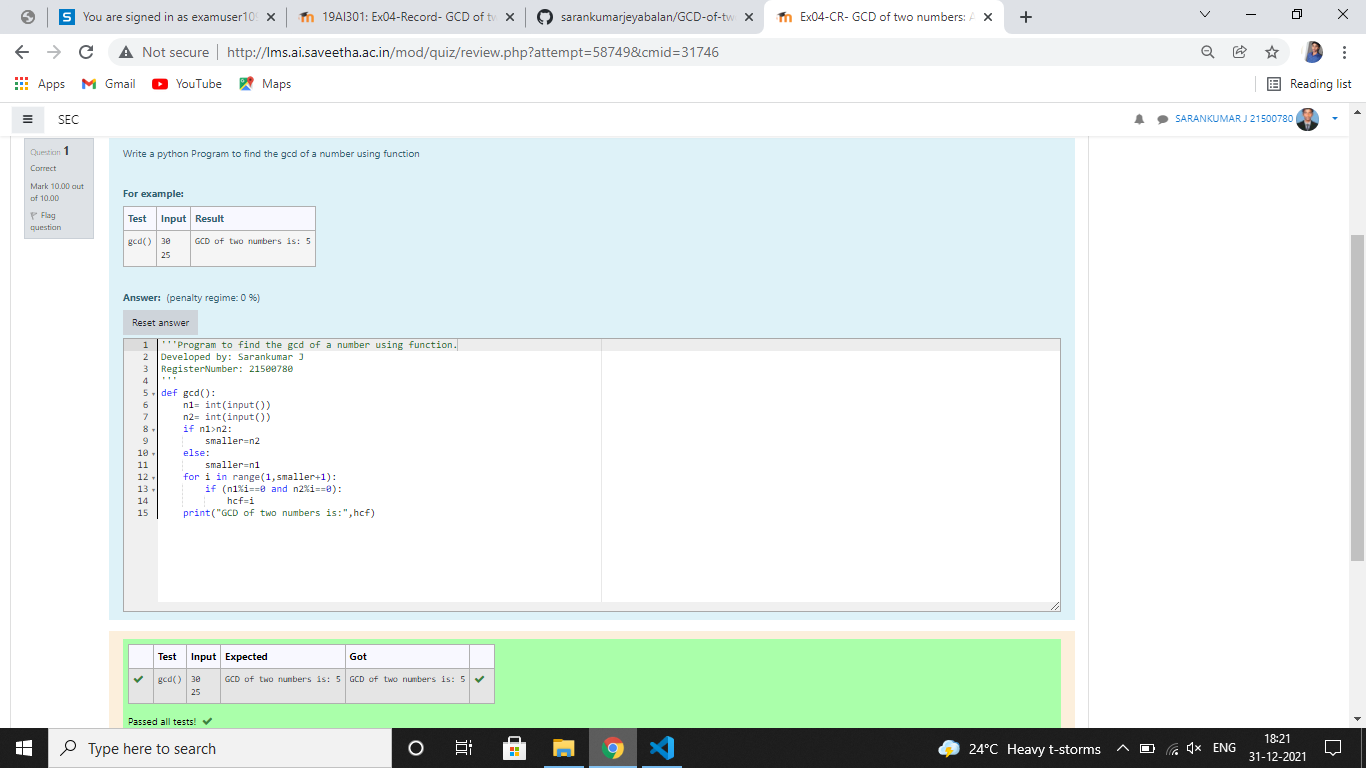 You are signed in as examuser10
19AI301: Ex04-Record- GCD of tw
sarankumarjeyabalan/GCD-of-tw
Ex04-CR- GCD of two numbers: A
Not secure
http://lms.ai.saveetha.ac.in/mod/quiz/review.php?attempt=58749&cmid=31746
Apps Gmail YouTube Maps Reading list
SEC SARANKUMAR J 21500780
Question 1
Correct
Mark 10.00 out
of 10.00
Flag
question
Write a python Program to find the gcd of a number using function
For example:
Test Input Result
gcd() 30 GCD of two numbers is: 5
25
Answer: (penalty regime: 0 %)
Reset answer
1 '''Program to find the gcd of a number using function.
2 Developed by: Sarankumar J
3 RegisterNumber: 21500780
4 '''
5 def gcd():
6 n1= int(input())
7 n2= int(input())
8 if n1>n2:
9 smaller=n2
10 else:
11 smaller=n1
12 for i in range(1,smaller+1):
13 if (n1%i==0 and n2%i==0):
14 hcf=i
15 print("GCD of two numbers is:",hcf)
Test Input Expected Got
gcd() 30 GCD of two numbers is: 5 GCD of two numbers is: 5
25
Passed all tests!
Type here to search
24°C Heavy t-storms
ENG
18:21
31-12-2021